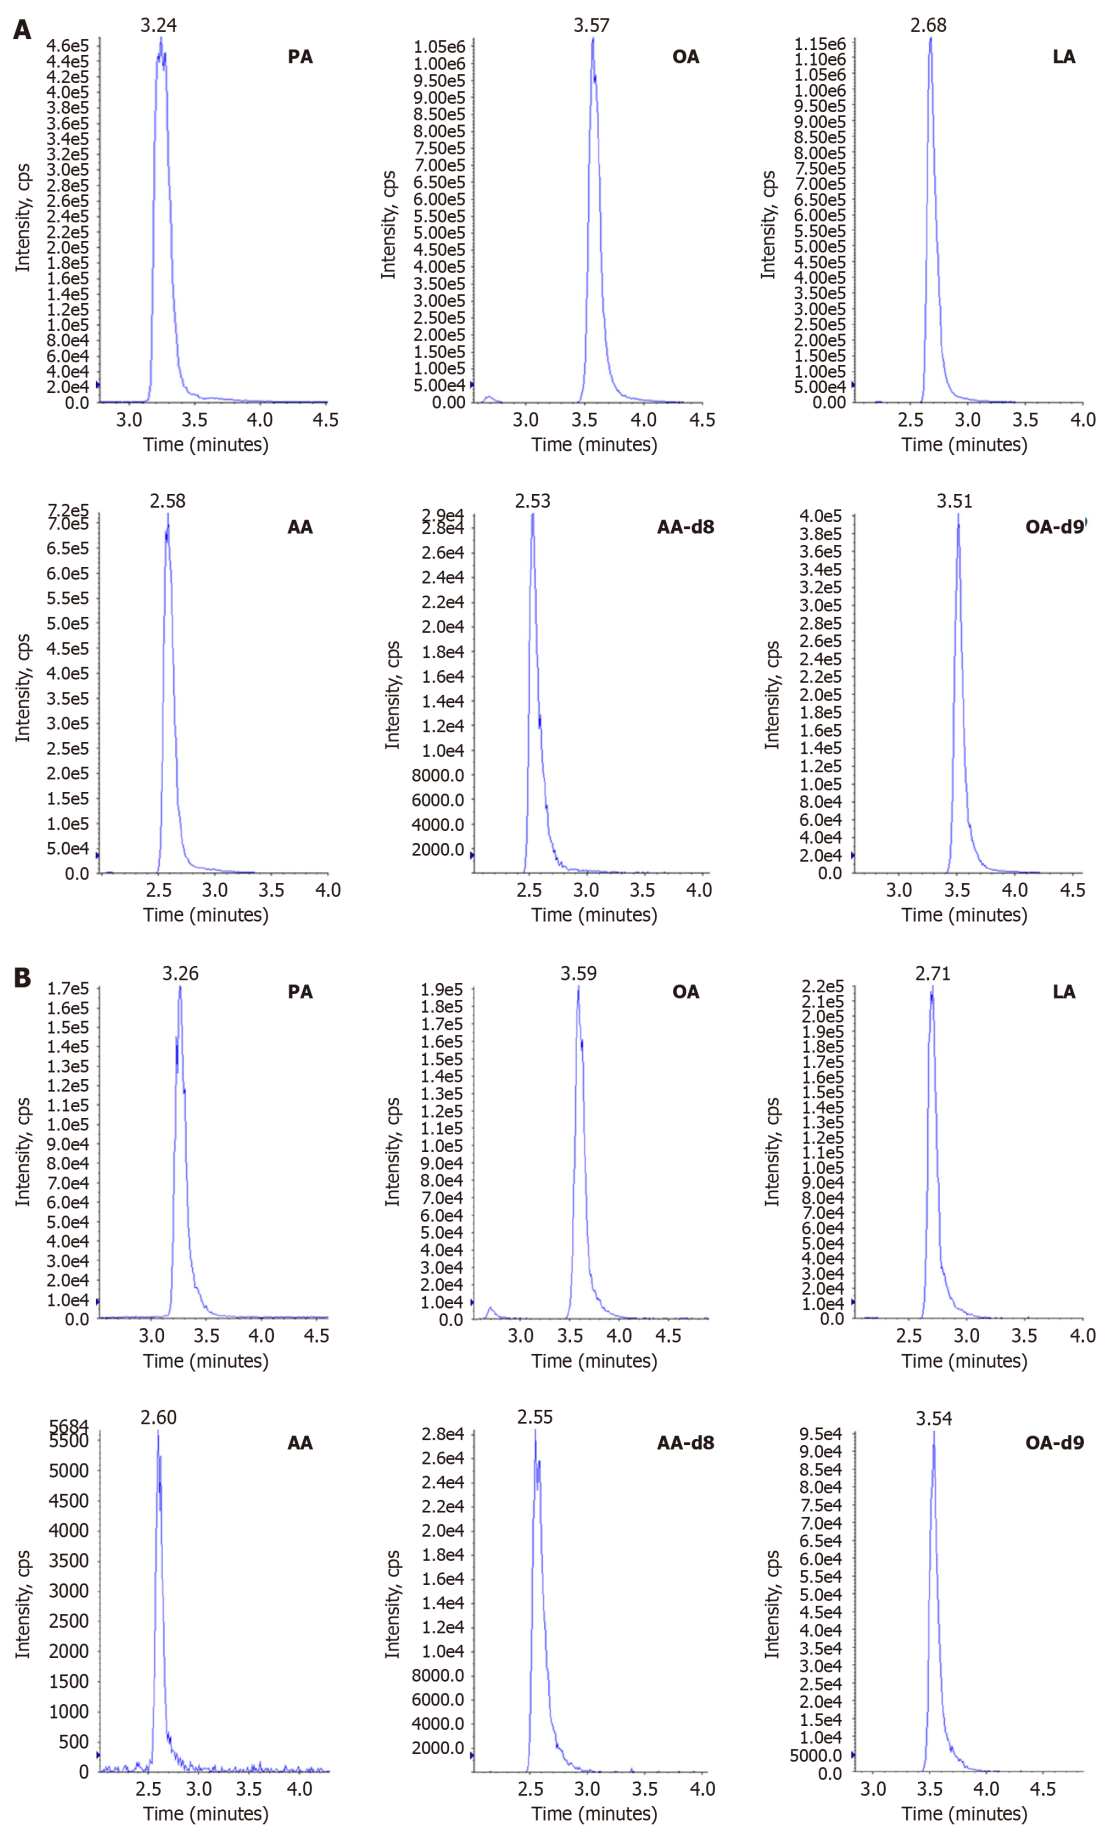 A
3.24
PA
4.6e5
4.4e5
4.2e5
4.0e5
3.8e5
3.6e5
3.4e5
3.2e5
3.0e5
2.8e5
2.6e5
2.4e5
2.2e5
2.0e5
1.8e5
1.6e5
1.4e5
1.2e5
1.0e5
8.0e4
6.0e4
4.0e4
2.0e4
0.0
Intensity, cps
3.0 3.5 4.0 4.5
Time (minutes)
3.57
OA
1.05e6
1.00e6
9.50e5
9.00e5
8.50e5
8.00e5
7.50e5
7.00e5
6.50e5
6.00e5
5.50e5
5.00e5
4.50e5
4.00e5
3.50e5
3.00e5
2.50e5
2.00e5
1.50e5
1.00e5
5.00e4
0.00
Intensity, cps
3.0 3.5 4.0 4.5
Time (minutes)
2.68
LA
1.15e6
1.10e6
1.05e6
1.00e6
9.50e5
9.00e5
8.50e5
8.00e5
7.50e5
7.00e5
6.50e5
6.00e5
5.50e5
5.00e5
4.50e5
4.00e5
3.50e5
3.00e5
2.50e5
2.00e5
1.50e5
1.00e5
5.00e4
0.00
Intensity, cps
2.5 3.0 3.5 4.0
Time (minutes)
2.58
AA
7.2e5
7.0e5
6.5e5
6.0e5
5.5e5
5.0e5
4.5e5
4.0e5
3.5e5
3.0e5
2.5e5
2.0e5
1.5e5
1.0e5
5.0e4
0.0
Intensity, cps
2.5 3.0 3.5 4.0
Time (minutes)
2.53
AA-d8
2.9e4
2.8e4
2.6e4
2.4e4
2.2e4
2.0e4
1.8e4
1.6e4
1.4e4
1.2e4
1.0e4
8000.0
6000.0
4000.0
2000.0
Intensity, cps
2.5 3.0 3.5 4.0
Time (minutes)
3.51
OA-d9
4.0e5
3.8e5
3.6e5
3.4e5
3.2e5
3.0e5
2.8e5
2.6e5
2.4e5
2.2e5
2.0e5
1.8e5
1.6e5
1.4e5
1.2e5
1.0e5
8.0e4
6.0e4
4.0e4
2.0e4
0.0
Intensity, cps
3.0 3.5 4.0 4.5
Time (minutes)
B
3.26
PA
1.7e5
1.6e5
1.5e5
1.4e5
1.3e5
1.2e5
1.1e5
1.0e5
9.0e4
8.0e4
7.0e4
6.0e4
5.0e4
4.0e4
3.0e4
2.0e4
1.0e4
0.0
Intensity, cps
3.0 3.5 4.0 4.5
Time (minutes)
3.59
OA
1.9e5
1.8e5
1.7e5
1.6e5
1.5e5
1.4e5
1.3e5
1.2e5
1.1e5
1.0e5
9.0e4
8.0e4
7.0e4
6.0e4
5.0e4
4.0e4
3.0e4
2.0e4
1.0e4
0.0
Intensity, cps
3.0 3.5 4.0 4.5
Time (minutes)
2.71
LA
2.2e5
2.1e5
2.0e5
1.9e5
1.8e5
1.7e5
1.6e5
1.5e5
1.4e5
1.3e5
1.2e5
1.1e5
1.0e5
9.0e4
8.0e4
7.0e4
6.0e4
5.0e4
4.0e4
3.0e4
2.0e4
1.0e4
0.0
Intensity, cps
2.5 3.0 3.5 4.0
Time (minutes)
2.60
AA
5684
5500
5000
4500
4000
3500
3000
2500
2000
1500
1000
500
0
Intensity, cps
2.5 3.0 3.5 4.0
Time (minutes)
2.55
AA-d8
2.8e4
2.6e4
2.4e4
2.2e4
2.0e4
1.8e4
1.6e4
1.4e4
1.2e4
1.0e4
8000.0
6000.0
4000.0
2000.0
Intensity, cps
2.5 3.0 3.5 4.0
Time (minutes)
3.54
OA-d9
9.5e4
9.0e4
8.5e4
8.0e4
7.5e4
7.0e4
6.5e4
6.0e4
5.5e4
5.0e4
4.5e4
4.0e4
3.5e4
3.0e4
2.5e4
2.0e4
1.5e4
1.0e4
5000.0
0.0
Intensity, cps
3.0 3.5 4.0 4.5
Time (minutes)